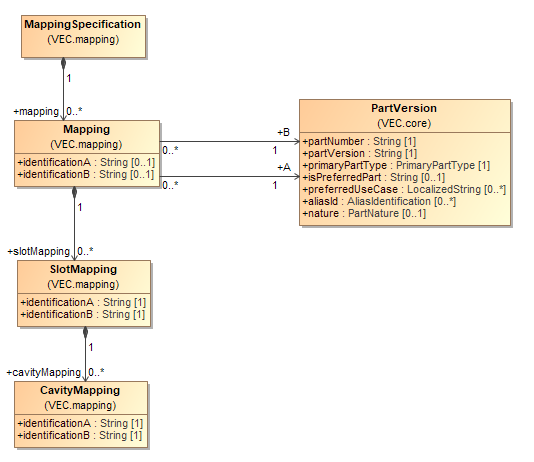 MappingSpecification
(VEC.mapping)
1
+mapping 0..*
Mapping
(VEC.mapping)
+identificationA : String [0..1]
+identificationB : String [0..1]
+B
0..*
1
+A
0..*
1
PartVersion
(VEC.core)
+partNumber : String [1]
+partVersion : String [1]
+primaryPartType : PrimaryPartType [1]
+isPreferredPart : String [0..1]
+preferredUseCase : LocalizedString [0..*]
+aliasId : AliasIdentification [0..*]
+nature : PartNature [0..1]
1
+slotMapping 0..*
SlotMapping
(VEC.mapping)
+identificationA : String [1]
+identificationB : String [1]
1
+cavityMapping 0..*
CavityMapping
(VEC.mapping)
+identificationA : String [1]
+identificationB : String [1]